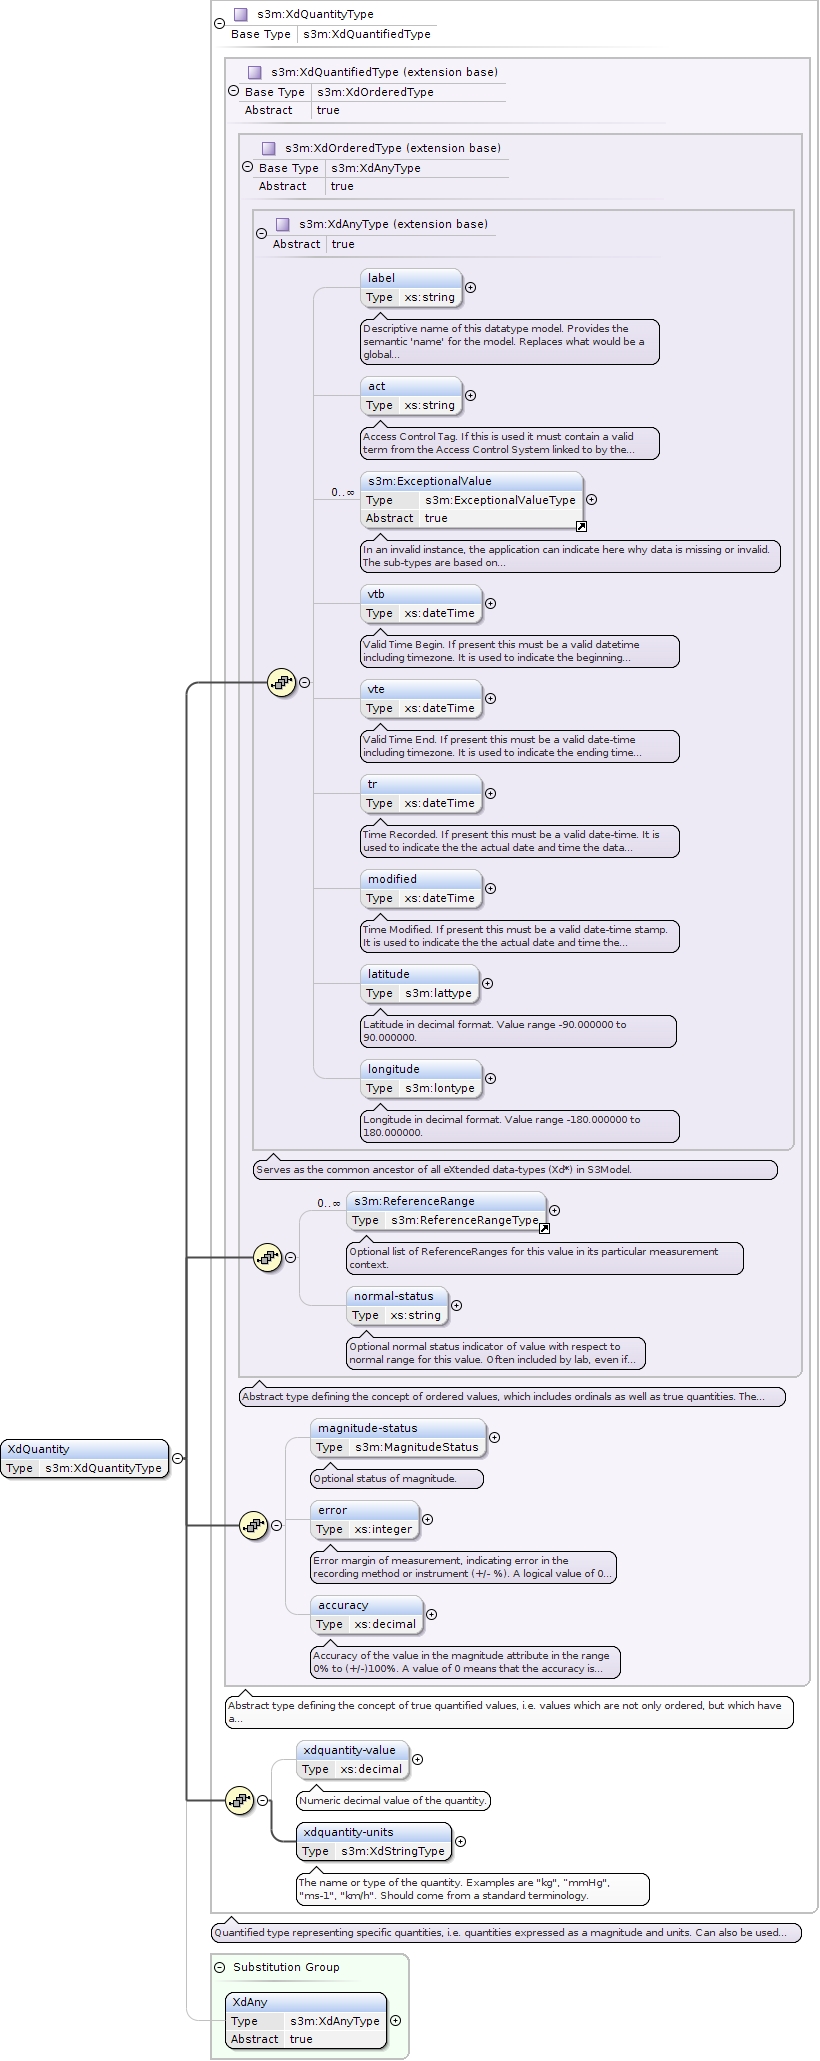 s3m:XdQuantityType
Base Type s3m:XdQuantifiedType
s3m:XdQuantifiedType (extension base)
Base Type s3m:XdOrderedType
Abstract true
s3m:XdOrderedType (extension base)
Base Type s3m:XdAnyType
Abstract true
s3m:XdAnyType (extension base)
Abstract true
label
Type xs:string
Descriptive name of this datatype model. Provides the
semantic 'name' for the model. Replaces what would be a
global...
act
Type xs:string
Access Control Tag. If this is used it must contain a valid
term from the Access Control System linked to by the...
0..∞
s3m:ExceptionalValue
Type s3m:ExceptionalValueType
Abstract true
In an invalid instance, the application can indicate here why data is missing or invalid.
The sub-types are based on...
vtb
Type xs:dateTime
Valid Time Begin. If present this must be a valid datetime
including timezone. It is used to indicate the beginning...
vte
Type xs:dateTime
Valid Time End. If present this must be a valid date-time
including timezone. It is used to indicate the ending time...
tr
Type xs:dateTime
Time Recorded. If present this must be a valid date-time. It is
used to indicate the the actual date and time the data...
modified
Type xs:dateTime
Time Modified. If present this must be a valid date-time stamp.
It is used to indicate the the actual date and time the...
latitude
Type s3m:lattype
Latitude in decimal format. Value range -90.000000 to
90.000000.
longitude
Type s3m:lontype
Longitude in decimal format. Value range -180.000000 to
180.000000.
Serves as the common ancestor of all eXtended data-types (Xd*) in S3Model.
0..∞
s3m:ReferenceRange
Type s3m:ReferenceRangeType
Optional list of ReferenceRanges for this value in its particular measurement
context.
normal-status
Type xs:string
Optional normal status indicator of value with respect to
normal range for this value. Often included by lab, even if...
Abstract type defining the concept of ordered values, which includes ordinals as well as true quantities. The...
magnitude-status
Type s3m:MagnitudeStatus
Optional status of magnitude.
XdQuantity
Type s3m:XdQuantityType
error
Type xs:integer
Error margin of measurement, indicating error in the
recording method or instrument (+/- %). A logical value of 0...
accuracy
Type xs:decimal
Accuracy of the value in the magnitude attribute in the range
0% to (+/-)100%. A value of 0 means that the accuracy is...
Abstract type defining the concept of true quantified values, i.e. values which are not only ordered, but which have
a...
xdquantity-value
Type xs:decimal
Numeric decimal value of the quantity.
xdquantity-units
Type s3m:XdStringType
The name or type of the quantity. Examples are "kg", "mmHg",
"ms-1", "km/h". Should come from a standard terminology.
Quantified type representing specific quantities, i.e. quantities expressed as a magnitude and units. Can also be used...
Substitution Group
XdAny
Type s3m:XdAnyType
Abstract true